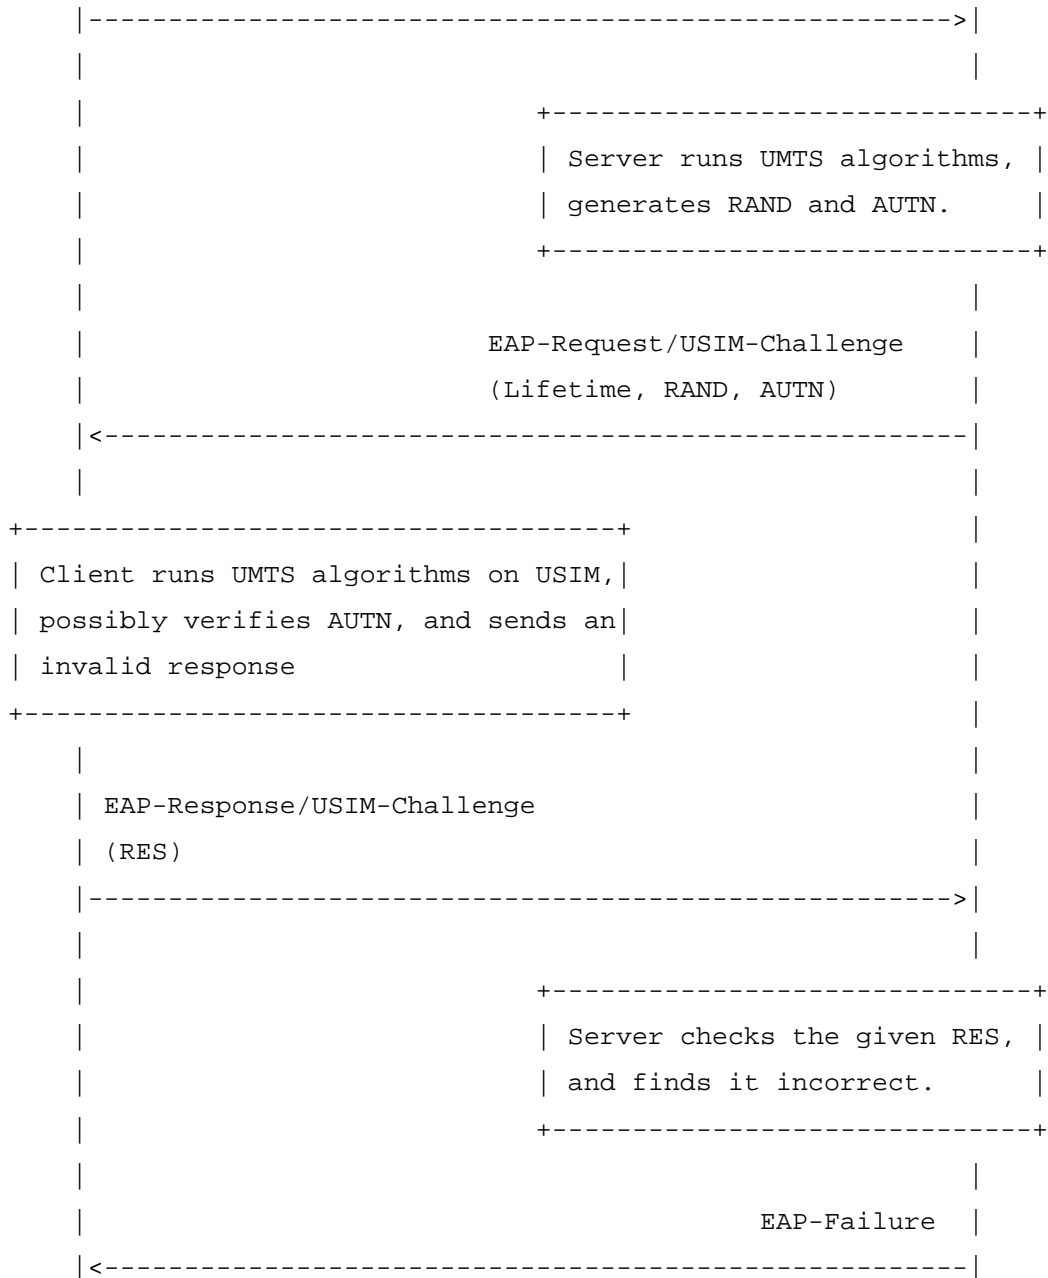 Server runs UMTS algorithms,
generates RAND and AUTN.
EAP-Request/USIM-Challenge
(Lifetime, RAND, AUTN)
Client runs UMTS algorithms on USIM,
possibly verifies AUTN, and sends an
invalid response
EAP-Response/USIM-Challenge
(RES)
Server checks the given RES,
and finds it incorrect.
EAP-Failure